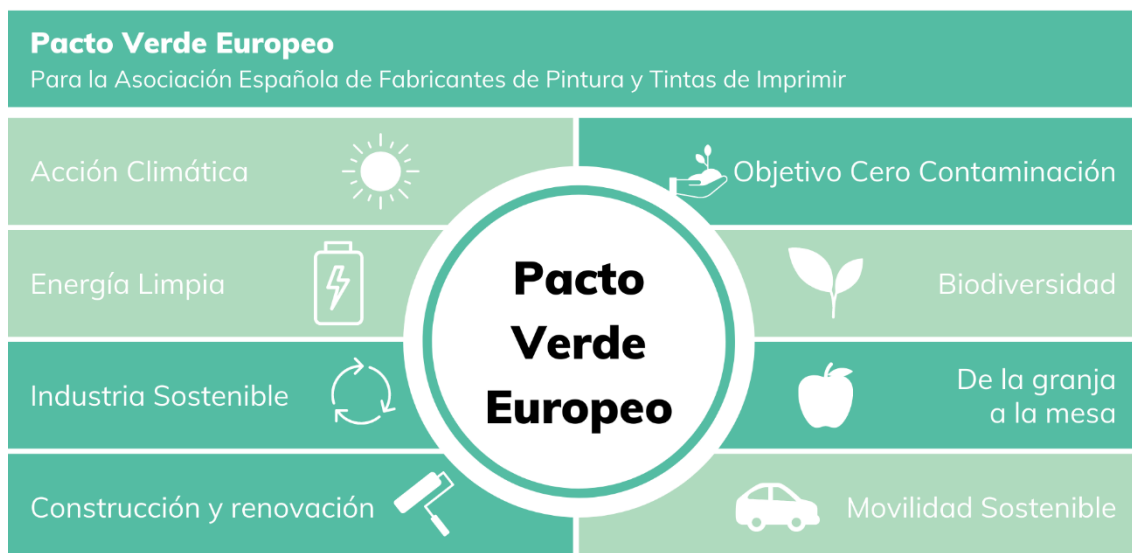 Pacto Verde Europeo
Para la Asociación Española de Fabricantes de Pintura y Tintas de Imprimir
Acción Climática
Objetivo Cero Contaminación
Energía Limpia
Biodiversidad
Industria Sostenible
De la granja
a la mesa
Construcción y renovación
Movilidad Sostenible
Pacto
Verde
Europeo